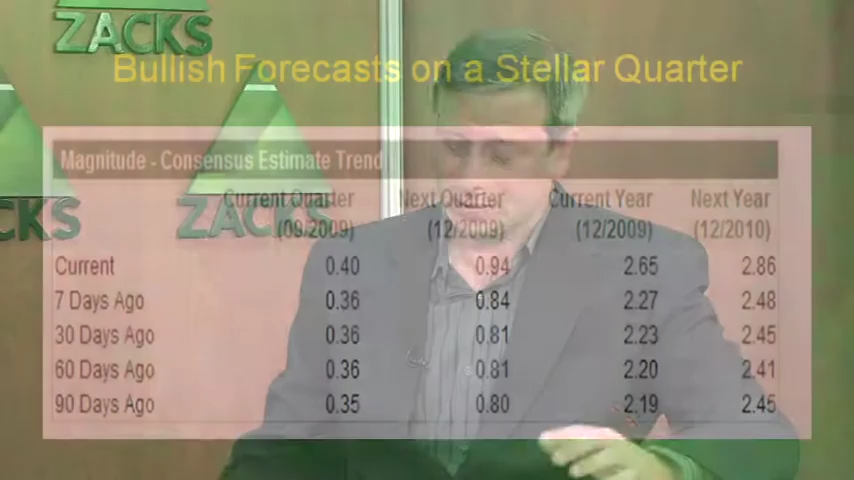 ZACKS
Bullish Forecasts on a Stellar Quarter
Magnitude - Consensus Estimate Trend
Current Quarter Next Quarter Current Year Next Year
ZACKS ZACKS
(09/2009) (12/2009) (12/2009) (12/2010)
Current 0.40 0.94 2.65 2.86
7 Days Ago 0.36 0.84 2.27 2.48
30 Days Ago 0.36 0.81 2.23 2.45
60 Days Ago 0.36 0.81 2.20 2.41
90 Days Ago 0.35 0.80 2.19 2.45